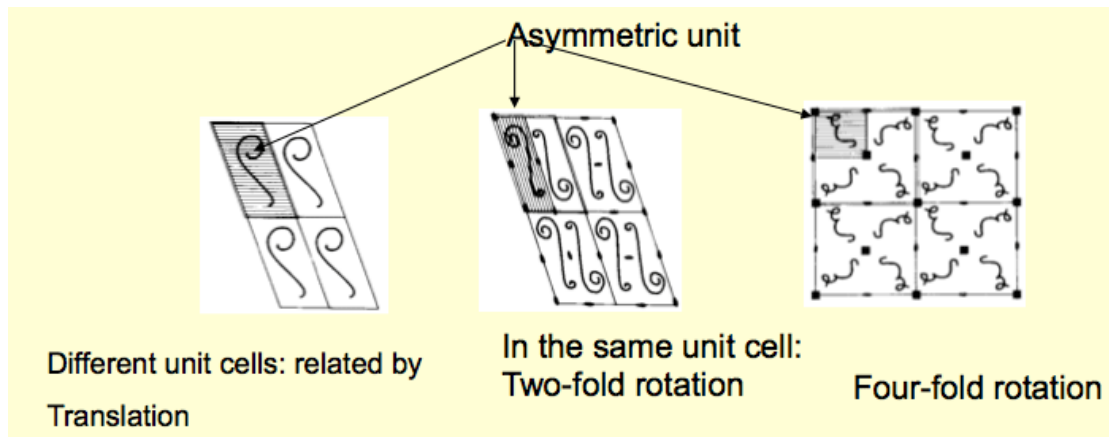 Asymmetric unit
Different unit cells: related by
Translation
In the same unit cell:
Two-fold rotation
Four-fold rotation